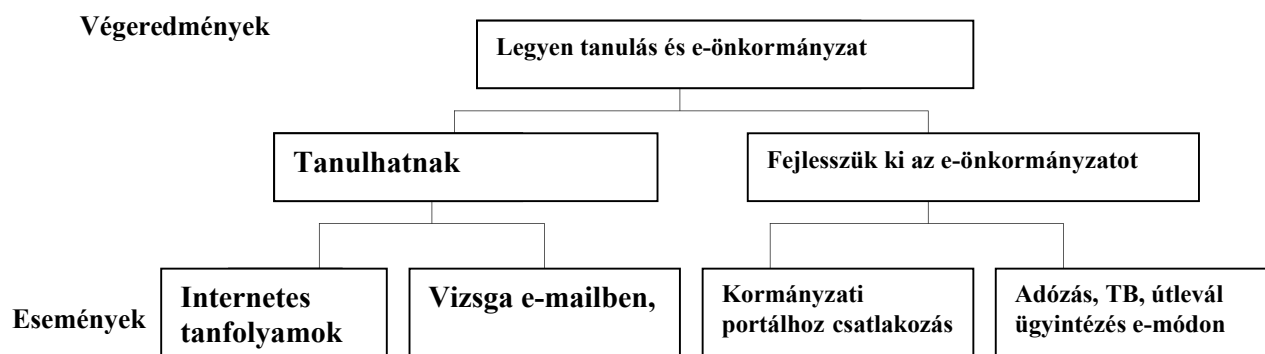 Végeredmények
Legyen tanulás és e-önkormányzat
Tanulhatnak
Fejlesszük ki az e-önkormányzatot
Események
Internetes
tanfolyamok
Vizsga e-mailben,
Kormányzati
portálhoz csatlakozás
Adózás, TB, útlevál
ügyintézés e-módon